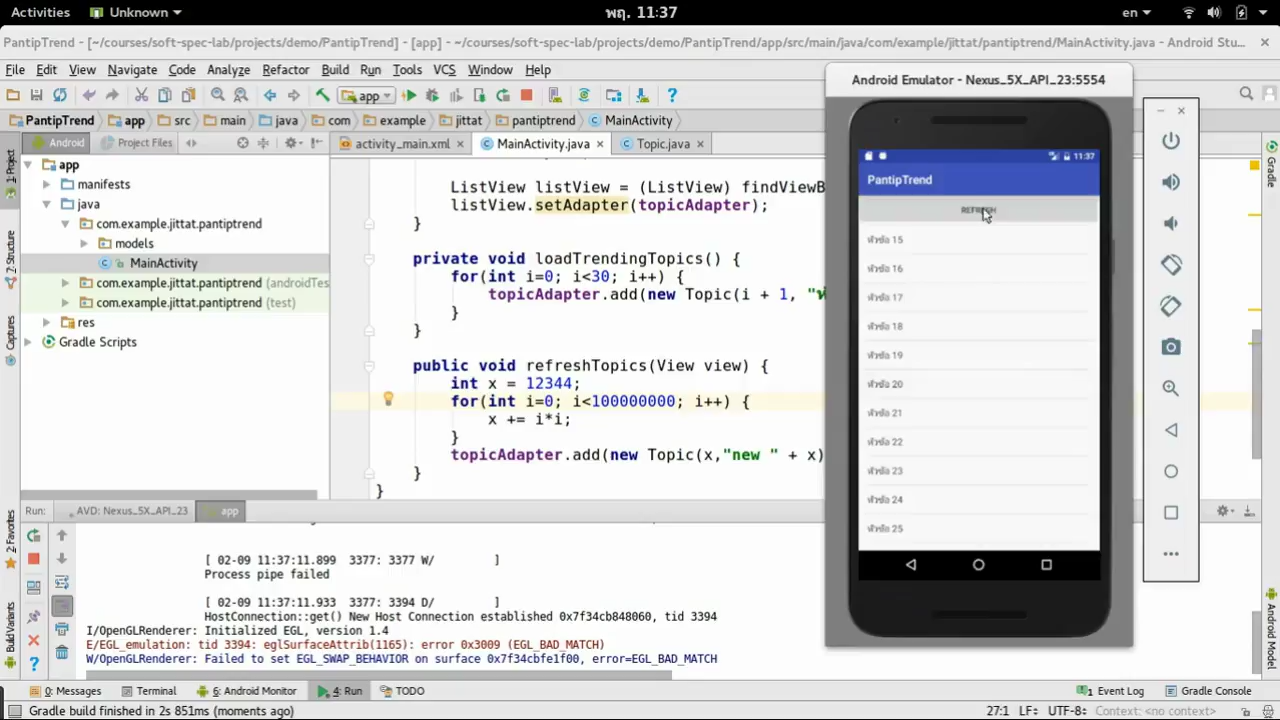 Activities
Unknown
พฤ. 11:37
en
PantipTrend - [~/courses/soft-spec-lab/projects/demo/PantipTrend] - [app] - ~/courses/soft-spec-lab/projects/demo/PantipTrend/app/src/main/java/com/example/jittat/pantiptrend/MainActivity.java - Android Stu...
File Edit View Navigate Code Analyze Refactor Build Run Tools VCS Window Help
app
PantipTrend app src main java com example jittat pantiptrend MainActivity
Android Project Files
activity_main.xml MainActivity.java Topic.java
1: Project
Z: Structure
Captures
2: Favorites
Build Variants
app
manifests
java
com.example.jittat.pantiptrend
models
MainActivity
com.example.jittat.pantiptrend (androidTes
com.example.jittat.pantiptrend (test)
res
Gradle Scripts
ListView listView = (ListView) findViewB
listView.setAdapter(topicAdapter);
}
private void loadTrendingTopics() {
for(int i=0; i<30; i++) {
topicAdapter.add(new Topic(i + 1, "ห
}
}
public void refreshTopics(View view) {
int x = 12344;
for(int i=0; i<100000000; i++) {
x += i*i;
}
topicAdapter.add(new Topic(x,"new " + x)
}
}
Android Emulator - Nexus_5X_API_23:5554
11:37
PantipTrend
REFRESH
หัวข้อ 15
หัวข้อ 16
หัวข้อ 17
หัวข้อ 18
หัวข้อ 19
หัวข้อ 20
หัวข้อ 21
หัวข้อ 22
หัวข้อ 23
หัวข้อ 24
หัวข้อ 25
Gradle
Android Model
Run: AVD: Nexus_5X_API_23 app
[ 02-09 11:37:11.899 3377: 3377 W/ ]
Process pipe failed
[ 02-09 11:37:11.933 3377: 3394 D/ ]
HostConnection::get() New Host Connection established 0x7f34cb848060, tid 3394
I/OpenGLRenderer: Initialized EGL, version 1.4
E/EGL_emulation: tid 3394: eglSurfaceAttrib(1165): error 0x3009 (EGL_BAD_MATCH)
W/OpenGLRenderer: Failed to set EGL_SWAP_BEHAVIOR on surface 0x7f34cbfe1f00, error=EGL_BAD_MATCH
0: Messages Terminal 6: Android Monitor 4: Run TODO
1 Event Log Gradle Console
Gradle build finished in 2s 851ms (moments ago)
27:1 LF÷ UTF-8÷ Context: <no context>